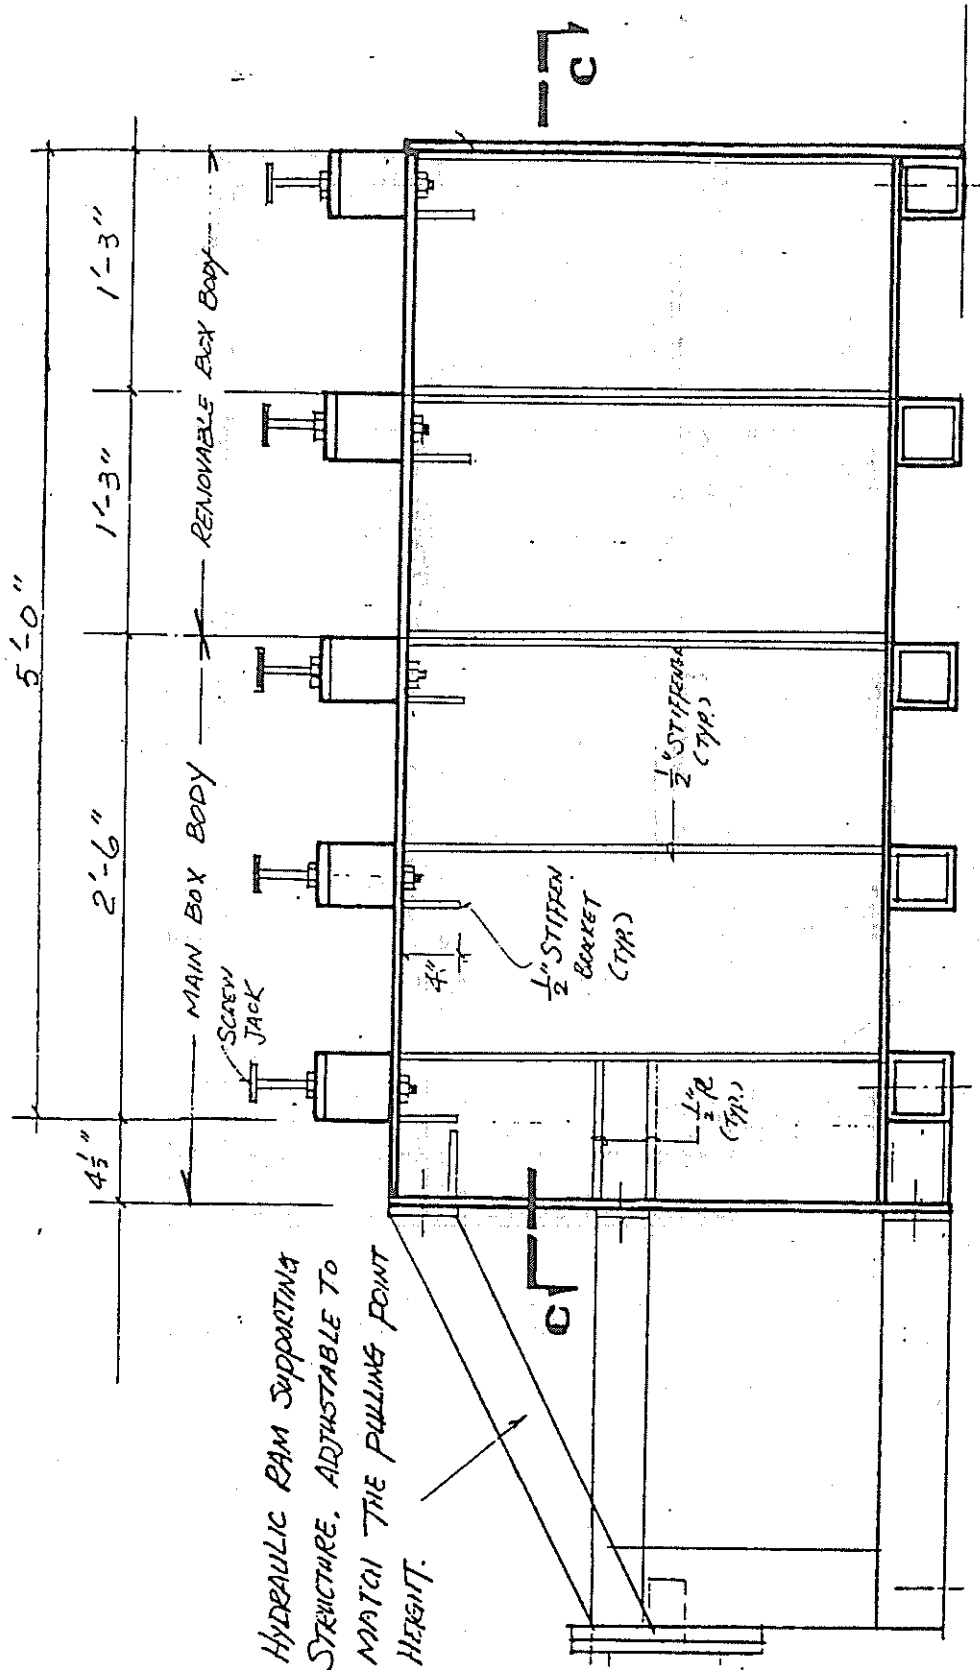 5'-0"
4½"
2'-6"
1'-3"
1'-3"
MAIN BOX BODY
REMOVABLE BOX BODY
SCREW
JACK
4"
½" STIFFEN
BRACKET
(TYP.)
½" STIFFENER
(TYP.)
½" ℄
(TYP.)
HYDRAULIC RAM SUPPORTING
STRUCTURE. ADJUSTABLE TO
MATCH THE PULLING POINT
HEIGHT.
C
C